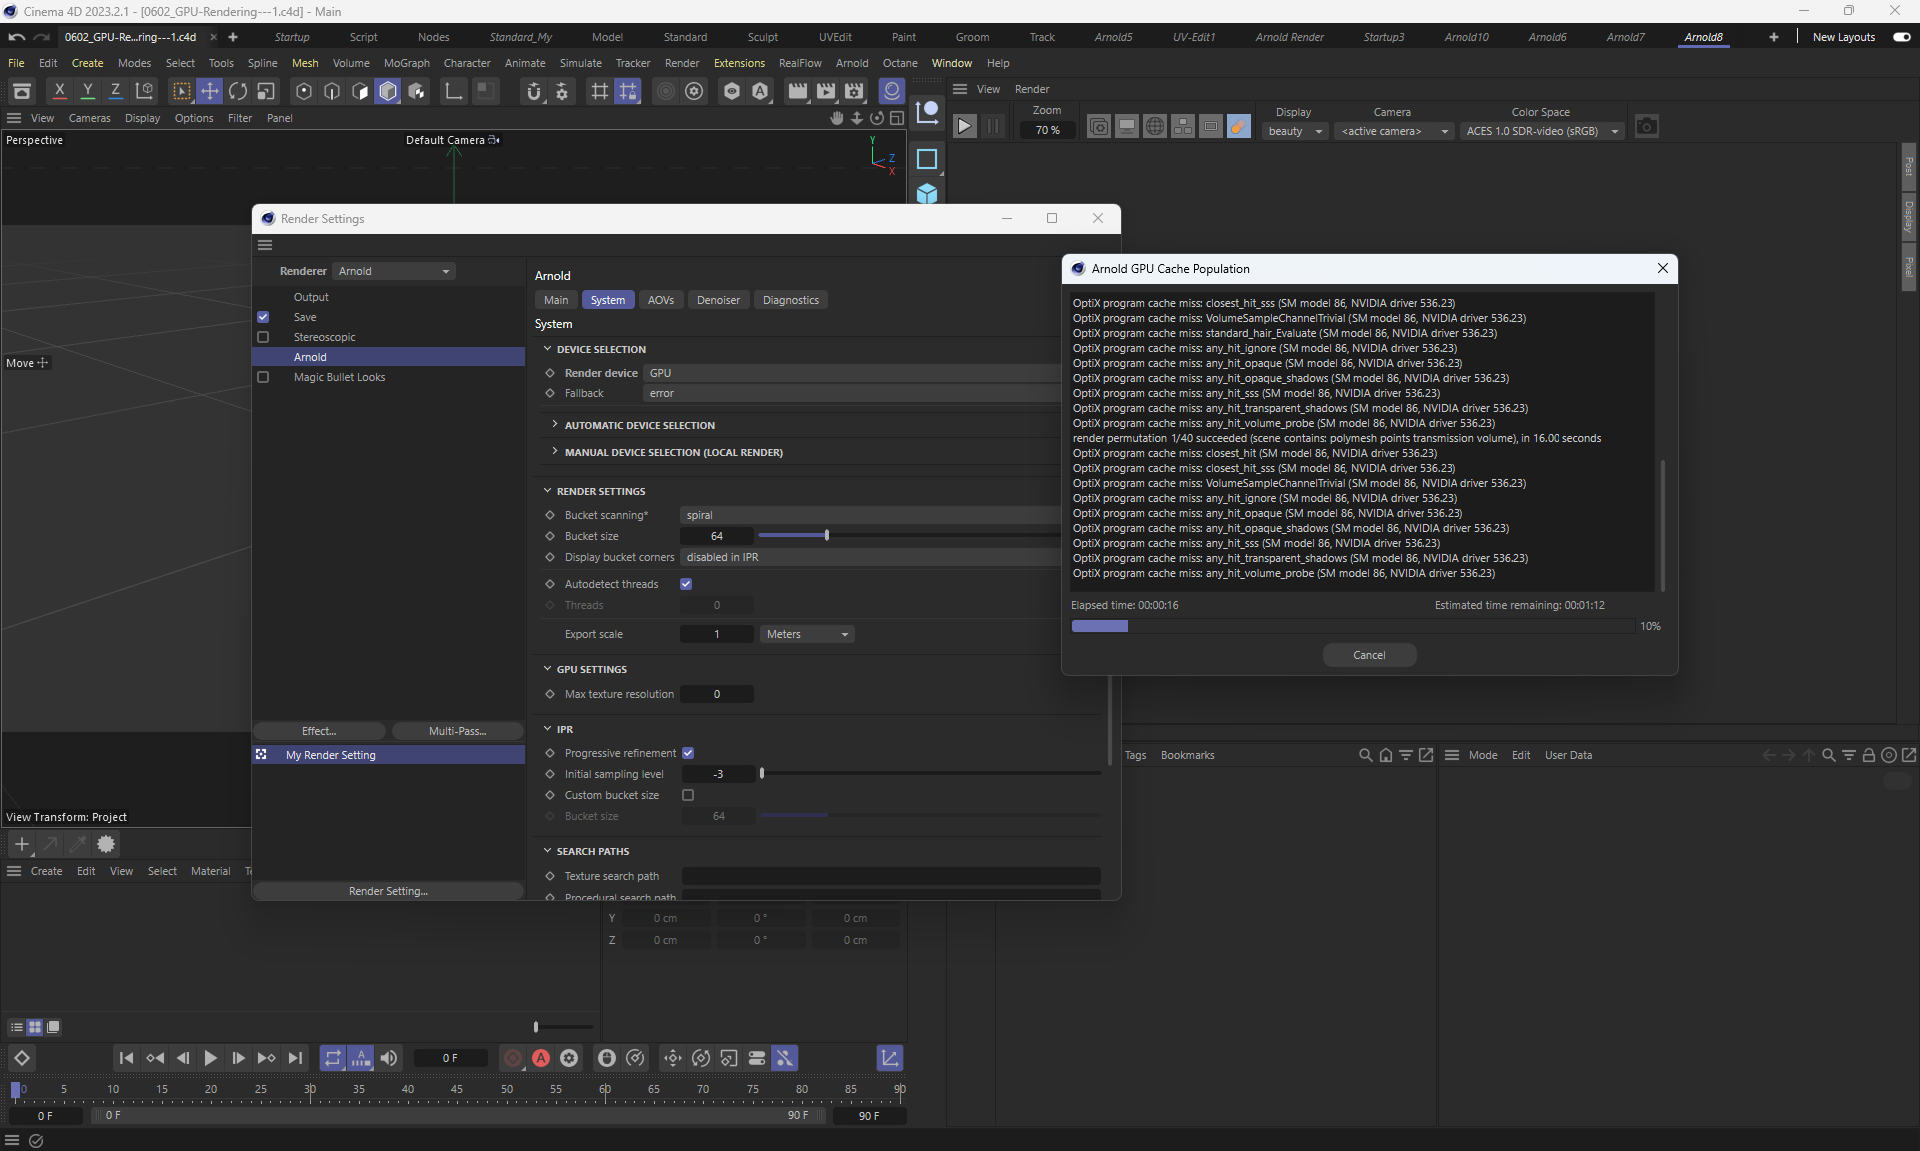 Cinema 4D 2023.2.1 - [0602_GPU-Rendering---1.c4d] - Main
0602_GPU-Re...ring---1.c4d × + Startup Script Nodes Standard_My Model Standard Sculpt UVEdit Paint Groom Track Arnold5 UV-Edit1 Arnold Render Startup3 Arnold10 Arnold6 Arnold7 Arnold8 + New Layouts
File Edit Create Modes Select Tools Spline Mesh Volume MoGraph Character Animate Simulate Tracker Render Extensions RealFlow Arnold Octane Window Help
X Y Z
View Cameras Display Options Filter Panel
Perspective
Default Camera
Y
Z
X
Move
View Transform: Project
View Render
Zoom
70 %
Display
beauty
Camera
<active camera>
Color Space
ACES 1.0 SDR-video (sRGB)
Post
Display
Pixel
Render Settings
Renderer Arnold
Output
Save
Stereoscopic
Arnold
Magic Bullet Looks
Effect...
Multi-Pass...
My Render Setting
Render Setting...
Arnold
Main System AOVs Denoiser Diagnostics
System
DEVICE SELECTION
Render device GPU
Fallback error
AUTOMATIC DEVICE SELECTION
MANUAL DEVICE SELECTION (LOCAL RENDER)
RENDER SETTINGS
Bucket scanning* spiral
Bucket size 64
Display bucket corners disabled in IPR
Autodetect threads
Threads 0
Export scale 1 Meters
GPU SETTINGS
Max texture resolution 0
IPR
Progressive refinement
Initial sampling level -3
Custom bucket size
Bucket size 64
SEARCH PATHS
Texture search path
Procedural search path
Arnold GPU Cache Population
OptiX program cache miss: closest_hit_sss (SM model 86, NVIDIA driver 536.23)
OptiX program cache miss: VolumeSampleChannelTrivial (SM model 86, NVIDIA driver 536.23)
OptiX program cache miss: standard_hair_Evaluate (SM model 86, NVIDIA driver 536.23)
OptiX program cache miss: any_hit_ignore (SM model 86, NVIDIA driver 536.23)
OptiX program cache miss: any_hit_opaque (SM model 86, NVIDIA driver 536.23)
OptiX program cache miss: any_hit_opaque_shadows (SM model 86, NVIDIA driver 536.23)
OptiX program cache miss: any_hit_sss (SM model 86, NVIDIA driver 536.23)
OptiX program cache miss: any_hit_transparent_shadows (SM model 86, NVIDIA driver 536.23)
OptiX program cache miss: any_hit_volume_probe (SM model 86, NVIDIA driver 536.23)
render permutation 1/40 succeeded (scene contains: polymesh points transmission volume), in 16.00 seconds
OptiX program cache miss: closest_hit (SM model 86, NVIDIA driver 536.23)
OptiX program cache miss: closest_hit_sss (SM model 86, NVIDIA driver 536.23)
OptiX program cache miss: VolumeSampleChannelTrivial (SM model 86, NVIDIA driver 536.23)
OptiX program cache miss: any_hit_ignore (SM model 86, NVIDIA driver 536.23)
OptiX program cache miss: any_hit_opaque (SM model 86, NVIDIA driver 536.23)
OptiX program cache miss: any_hit_opaque_shadows (SM model 86, NVIDIA driver 536.23)
OptiX program cache miss: any_hit_sss (SM model 86, NVIDIA driver 536.23)
OptiX program cache miss: any_hit_transparent_shadows (SM model 86, NVIDIA driver 536.23)
OptiX program cache miss: any_hit_volume_probe (SM model 86, NVIDIA driver 536.23)
Elapsed time: 00:00:16 Estimated time remaining: 00:01:12
10%
Cancel
Tags Bookmarks
Mode Edit User Data
Create Edit View Select Material
Y 0 cm 0 ° 0 cm
Z 0 cm 0 ° 0 cm
0 F
0 5 10 15 20 25 30 35 40 45 50 55 60 65 70 75 80 85 90
0 F 0 F 90 F 90 F